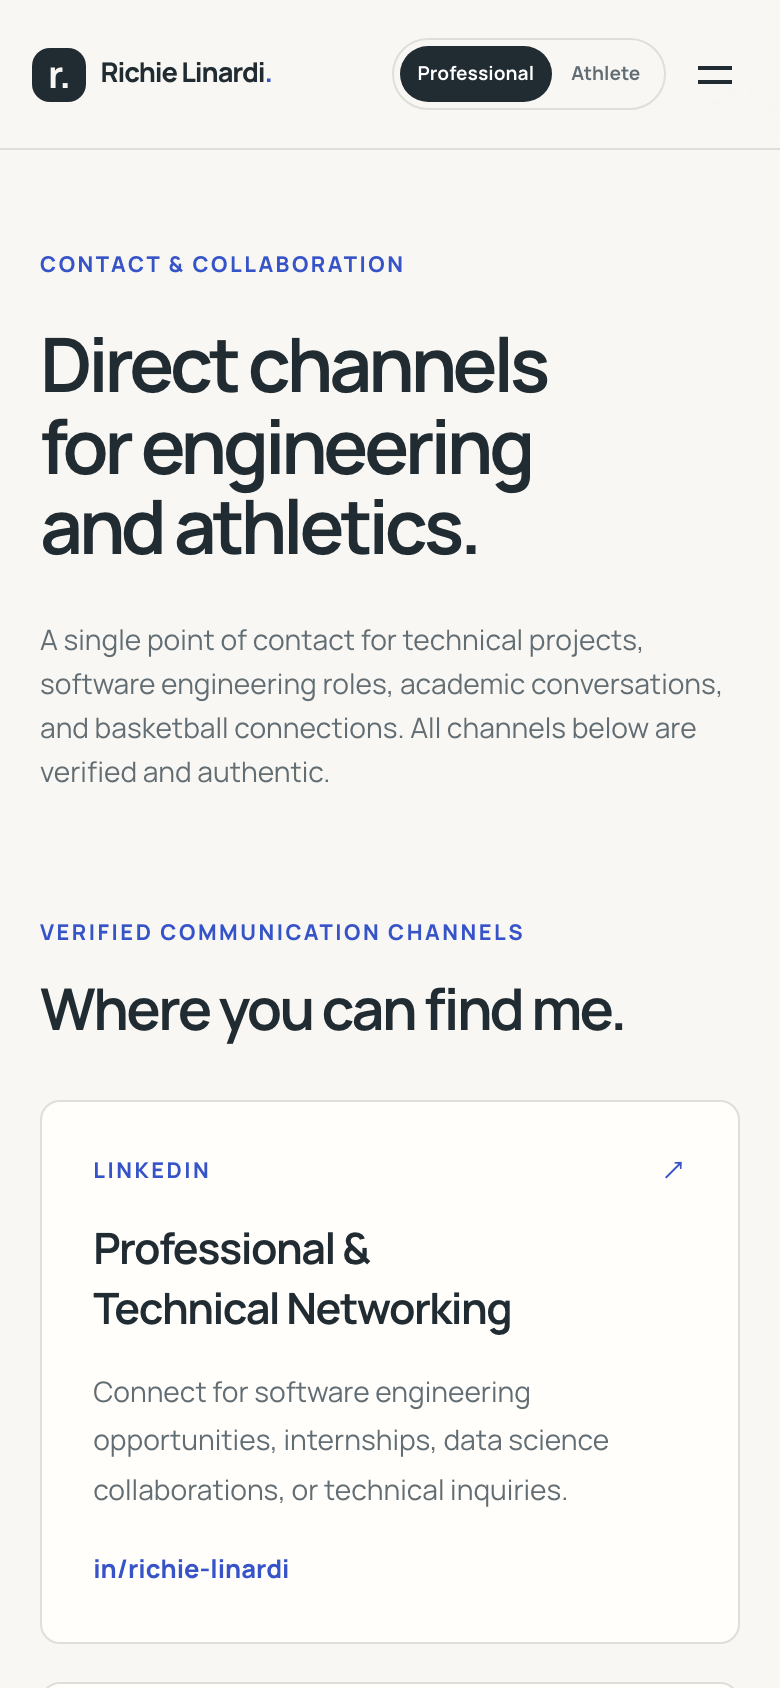 r. Richie Linardi. Professional Athlete
CONTACT & COLLABORATION
Direct channels
for engineering
and athletics.
A single point of contact for technical projects,
software engineering roles, academic conversations,
and basketball connections. All channels below are
verified and authentic.
VERIFIED COMMUNICATION CHANNELS
Where you can find me.
LINKEDIN ↗
Professional &
Technical Networking
Connect for software engineering
opportunities, internships, data science
collaborations, or technical inquiries.
in/richie-linardi